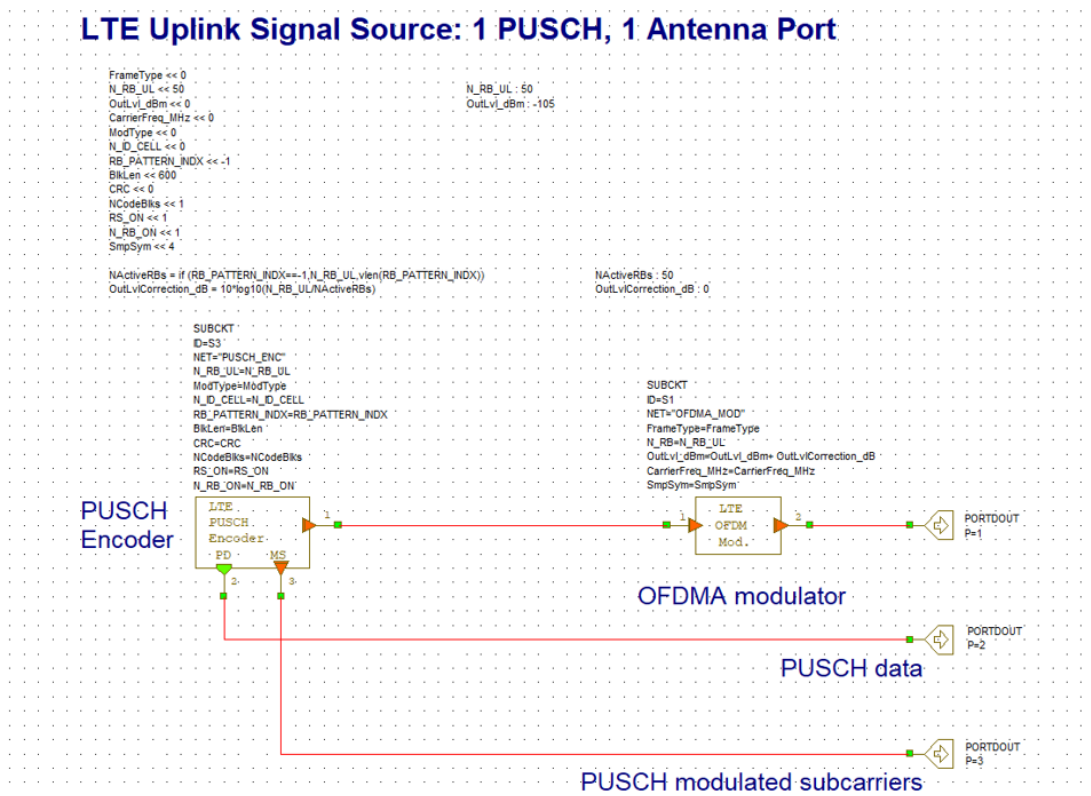 LTE Uplink Signal Source: 1 PUSCH, 1 Antenna Port
FrameType << 0
N_RB_UL << 50
OutLvl_dBm << 0
CarrierFreq_MHz << 0
ModType << 0
N_ID_CELL << 0
RB_PATTERN_INDX << -1
BlkLen << 600
CRC << 0
NCodeBlks << 1
RS_ON << 1
N_RB_ON << 1
SmpSym << 4
N_RB_UL : 50
OutLvl_dBm : -105
NActiveRBs = if (RB_PATTERN_INDX==-1,N_RB_UL,vlen(RB_PATTERN_INDX))
OutLvlCorrection_dB = 10*log10(N_RB_UL/NActiveRBs)
NActiveRBs : 50
OutLvlCorrection_dB : 0
SUBCKT
ID=S3
NET="PUSCH_ENC"
N_RB_UL=N_RB_UL
ModType=ModType
N_ID_CELL=N_ID_CELL
RB_PATTERN_INDX=RB_PATTERN_INDX
BlkLen=BlkLen
CRC=CRC
NCodeBlks=NCodeBlks
RS_ON=RS_ON
N_RB_ON=N_RB_ON
SUBCKT
ID=S1
NET="OFDMA_MOD"
FrameType=FrameType
N_RB=N_RB_UL
OutLvl_dBm=OutLvl_dBm+ OutLvlCorrection_dB
CarrierFreq_MHz=CarrierFreq_MHz
SmpSym=SmpSym
PUSCH
Encoder
LTE
PUSCH
Encoder
PD MS
1
2
3
1
LTE
OFDM
Mod.
2
PORTDOUT
P=1
OFDMA modulator
PORTDOUT
P=2
PUSCH data
PORTDOUT
P=3
PUSCH modulated subcarriers